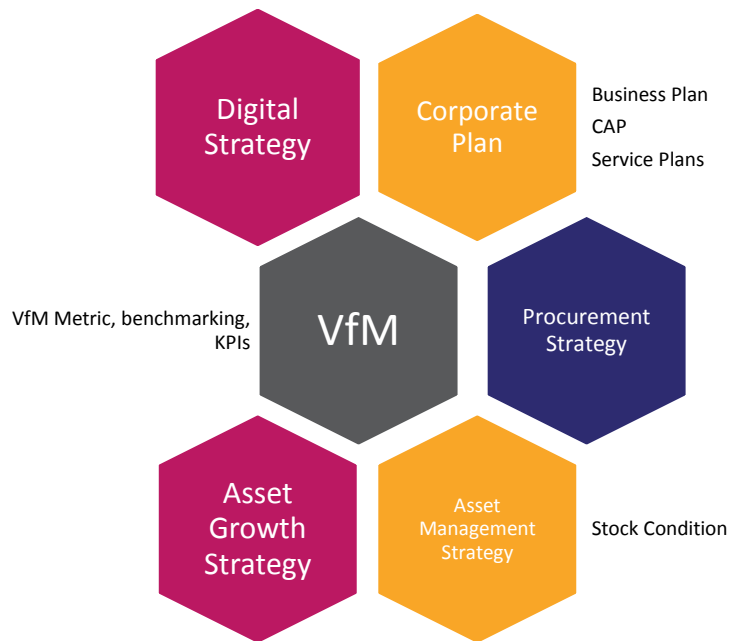 Digital
Strategy
Corporate
Plan
Business Plan
CAP
Service Plans
VfM Metric, benchmarking,
KPIs
VfM
Procurement
Strategy
Asset
Growth
Strategy
Asset
Management
Strategy
Stock Condition